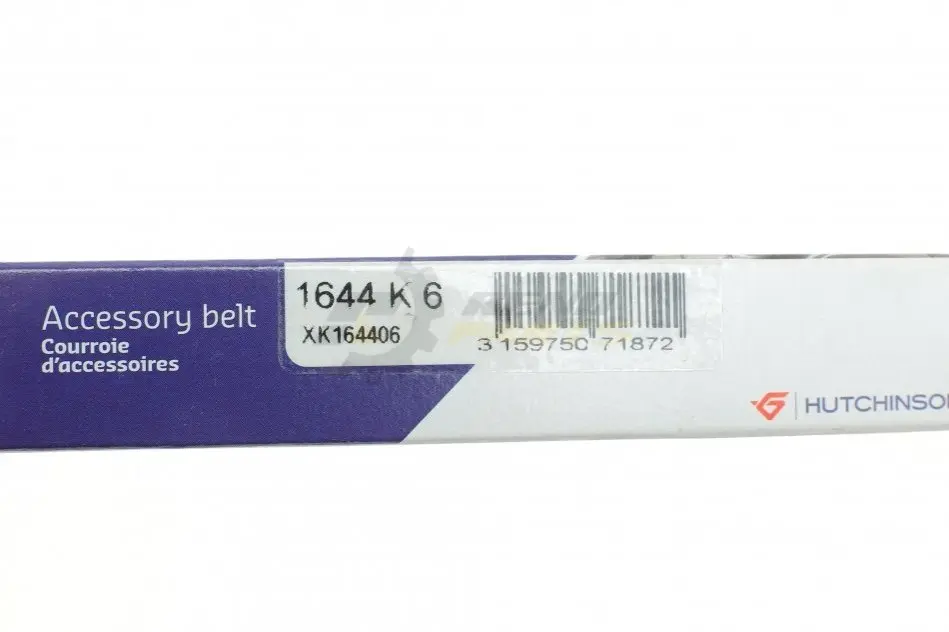 Accessory belt
Courroie
d'accessoires
1644 K 6
XK164406
3 159750 71872
HUTCHINSON